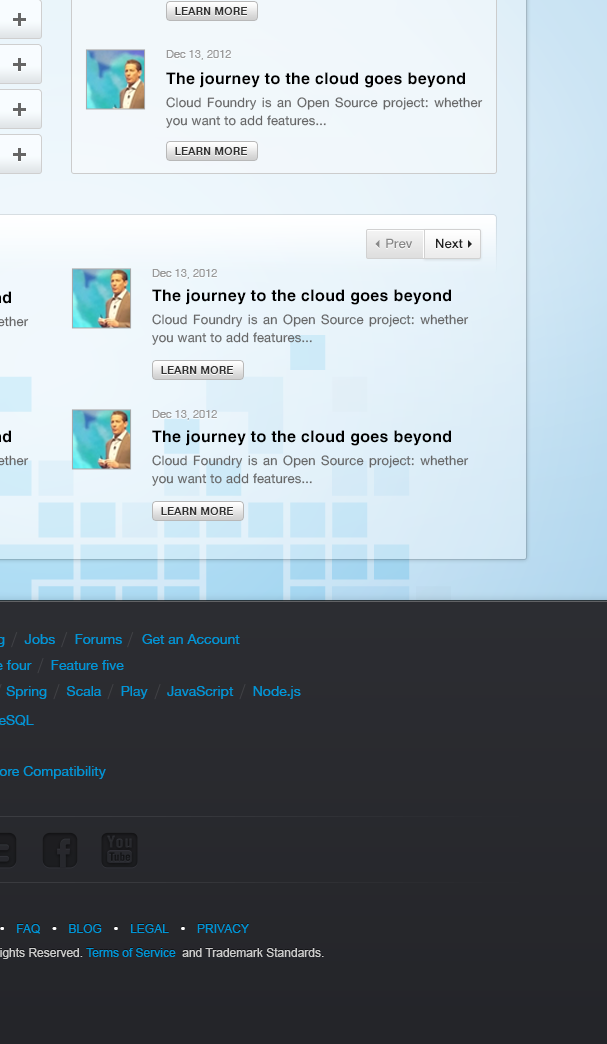 LEARN MORE
Dec 13, 2012
The journey to the cloud goes beyond
Cloud Foundry is an Open Source project: whether
you want to add features...
LEARN MORE
Prev Next
Dec 13, 2012
nd The journey to the cloud goes beyond
ether Cloud Foundry is an Open Source project: whether
you want to add features...
LEARN MORE
Dec 13, 2012
nd The journey to the cloud goes beyond
ether Cloud Foundry is an Open Source project: whether
you want to add features...
LEARN MORE
g / Jobs / Forums / Get an Account
e four / Feature five
/ Spring / Scala / Play / JavaScript / Node.js
eSQL
ore Compatibility
You Tube
• FAQ • BLOG • LEGAL • PRIVACY
ights Reserved. Terms of Service and Trademark Standards.